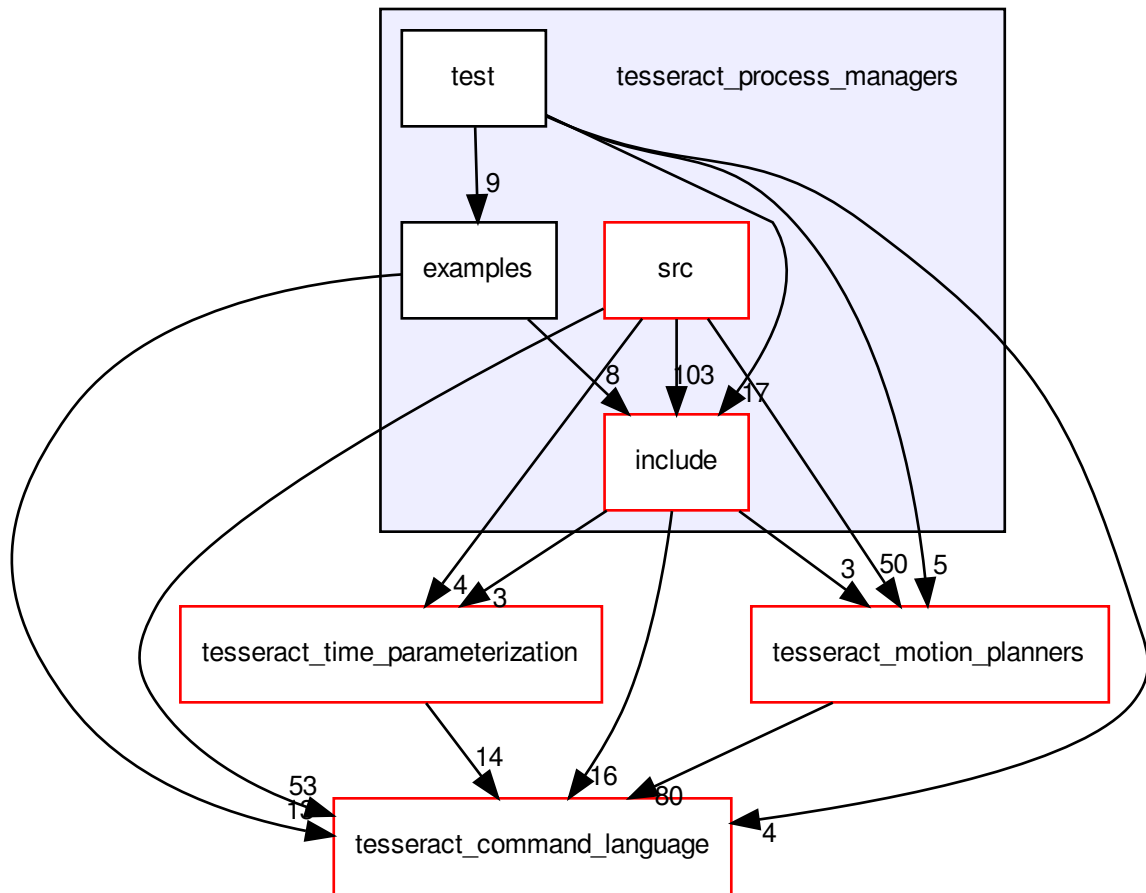 test
tesseract_process_managers
9
examples
src
8
103
17
include
4
3
3
50
5
tesseract_time_parameterization
tesseract_motion_planners
14
16
80
53
13
4
tesseract_command_language